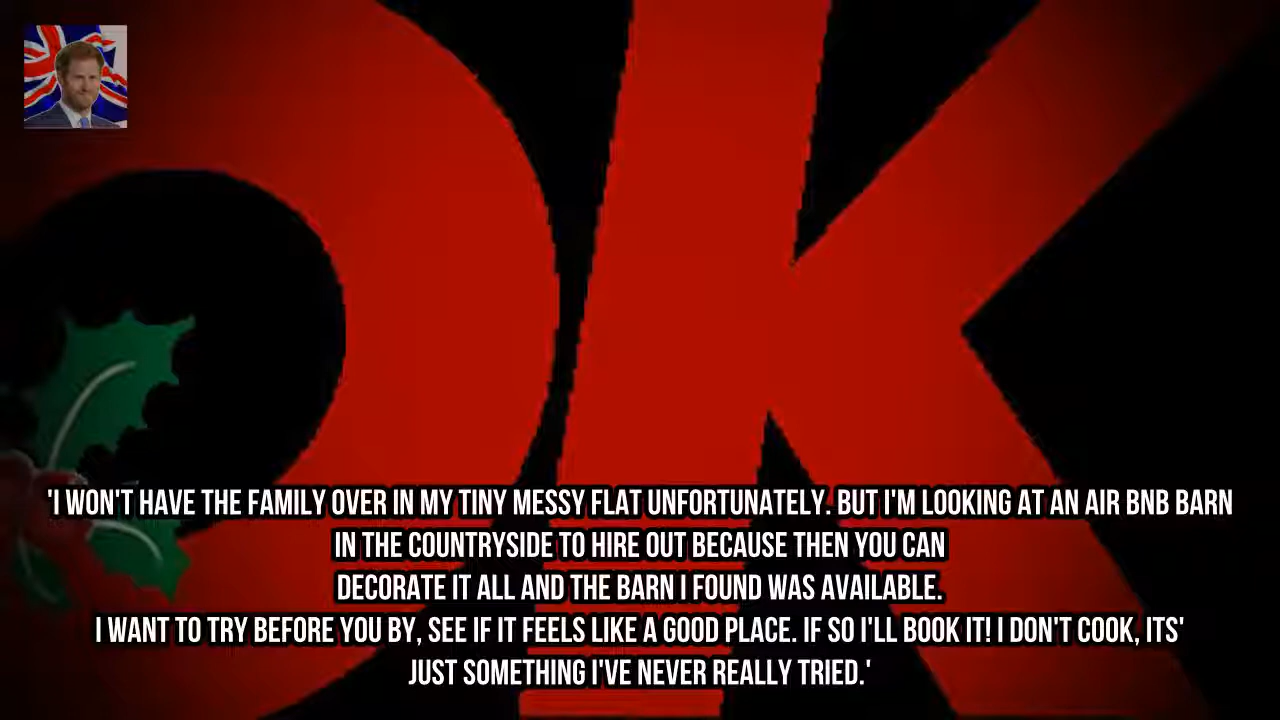 OK
'I WON'T HAVE THE FAMILY OVER IN MY TINY MESSY FLAT UNFORTUNATELY. BUT I'M LOOKING AT AN AIR BNB BARN
IN THE COUNTRYSIDE TO HIRE OUT BECAUSE THEN YOU CAN
DECORATE IT ALL AND THE BARN I FOUND WAS AVAILABLE.
I WANT TO TRY BEFORE YOU BY, SEE IF IT FEELS LIKE A GOOD PLACE. IF SO I'LL BOOK IT! I DON'T COOK, ITS'
JUST SOMETHING I'VE NEVER REALLY TRIED.'